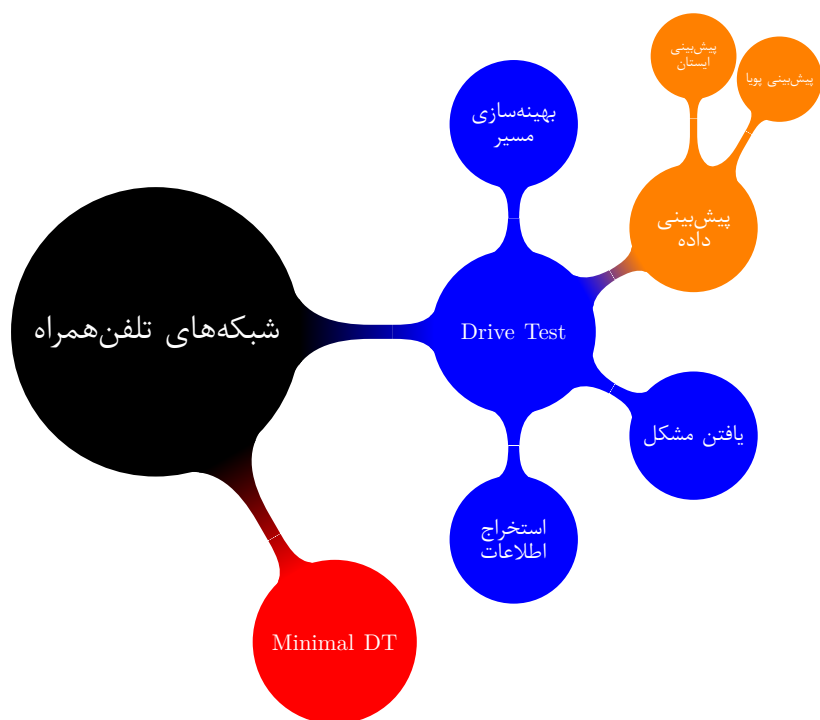 شبکه‌های تلفن‌همراه
Drive Test
بهینه‌سازی
مسیر
پیش‌بینی
داده
پیش‌بینی
ایستان
پیش‌بینی پویا
یافتن مشکل
استخراج
اطلاعات
Minimal DT